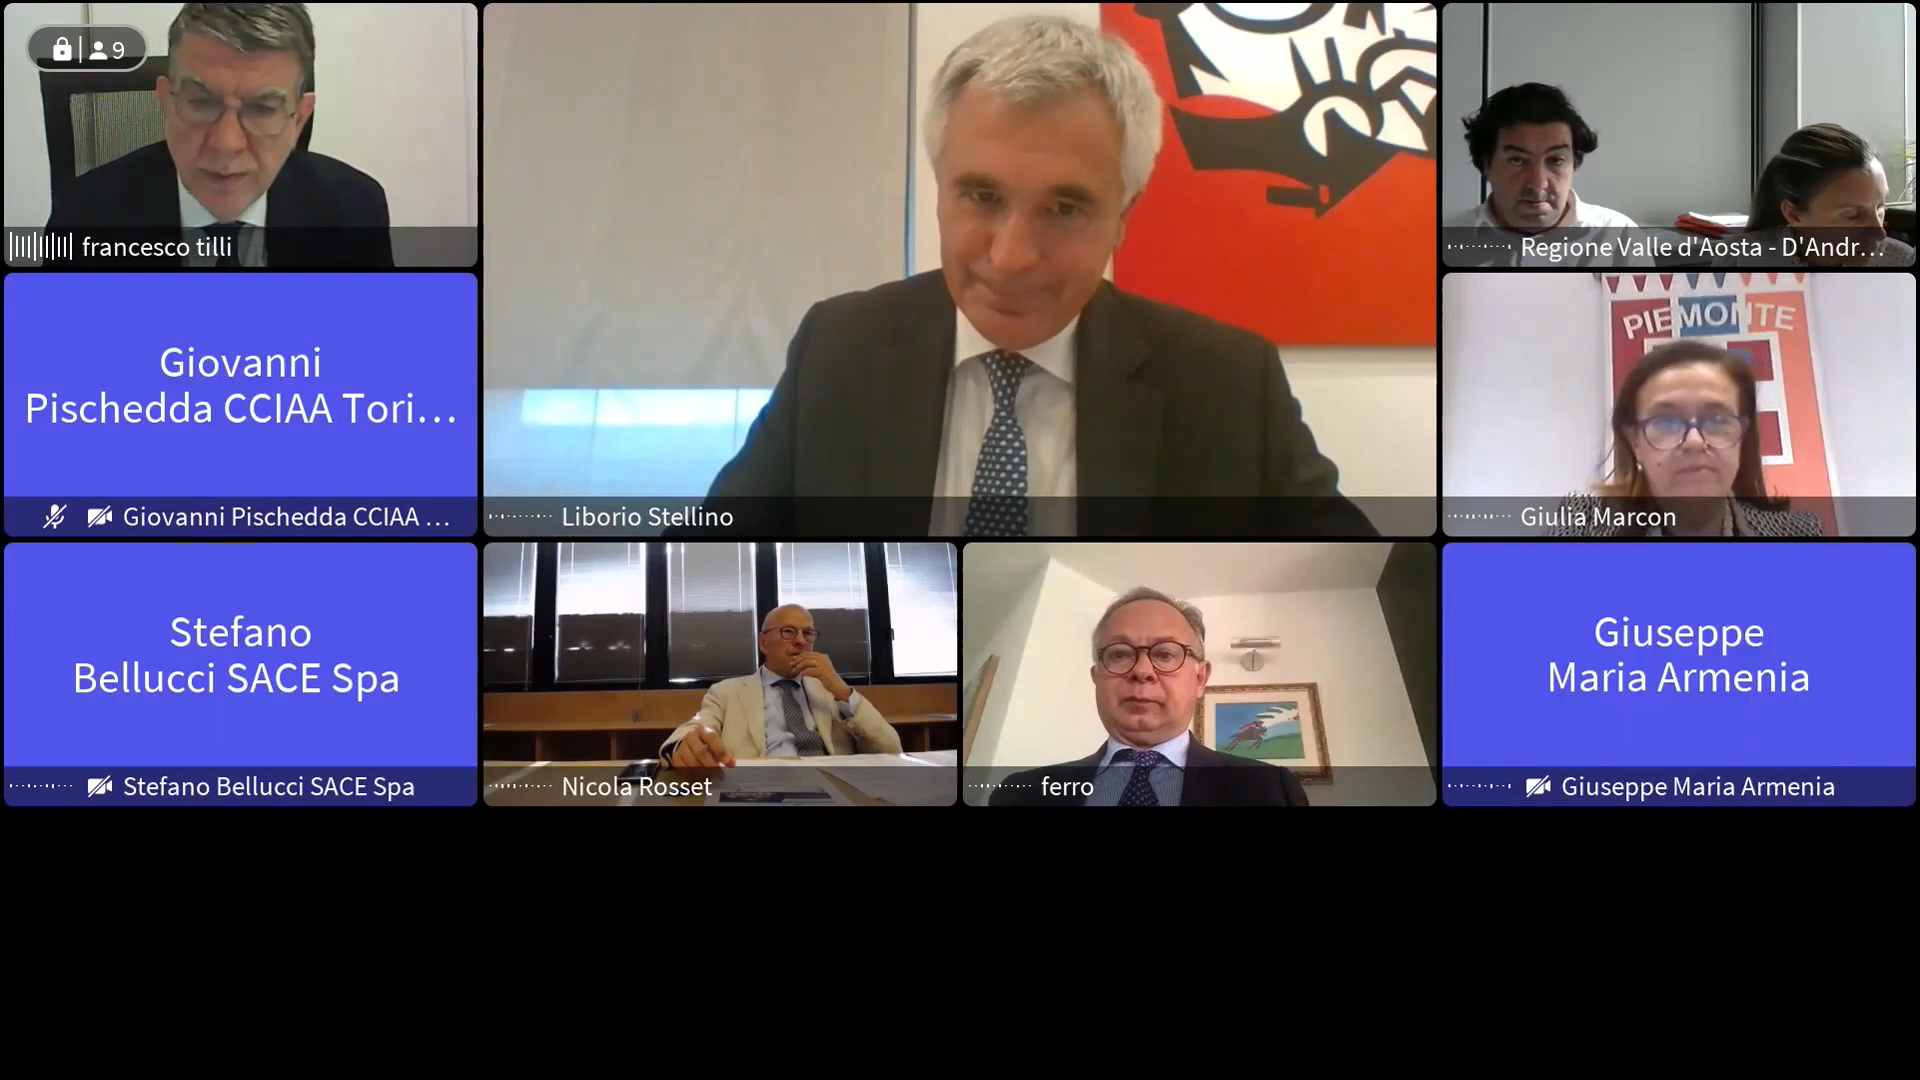 9
francesco tilli
Liborio Stellino
Regione Valle d'Aosta - D'Andr...
Giovanni
Pischedda CCIAA Tori...
Giovanni Pischedda CCIAA ...
PIEMONTE
Giulia Marcon
Stefano
Bellucci SACE Spa
Stefano Bellucci SACE Spa
Nicola Rosset
ferro
Giuseppe
Maria Armenia
Giuseppe Maria Armenia